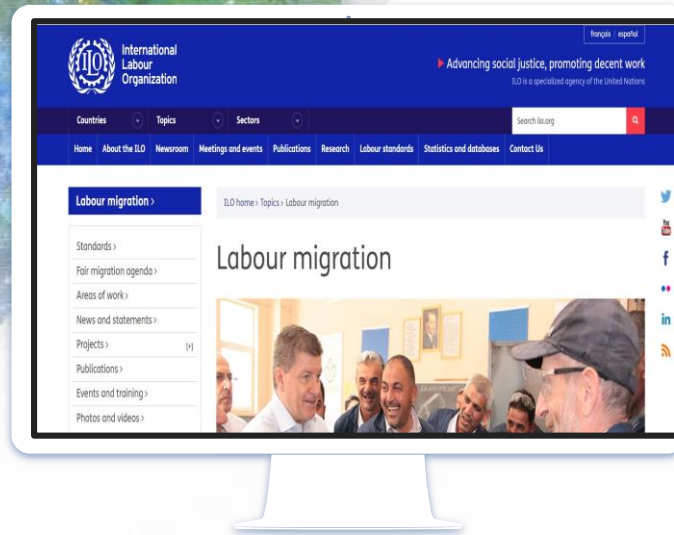 français | español
International
Labour
Organization
Advancing social justice, promoting decent work
ILO is a specialized agency of the United Nations
Countries Topics Sectors Search ilo.org
Home About the ILO Newsroom Meetings and events Publications Research Labour standards Statistics and databases Contact Us
Labour migration >
ILO home > Topics > Labour migration
Standards >
Fair migration agenda >
Areas of work >
News and statements >
Projects > [+]
Publications >
Events and training >
Photos and videos >
Labour migration
You
Tube
f
in